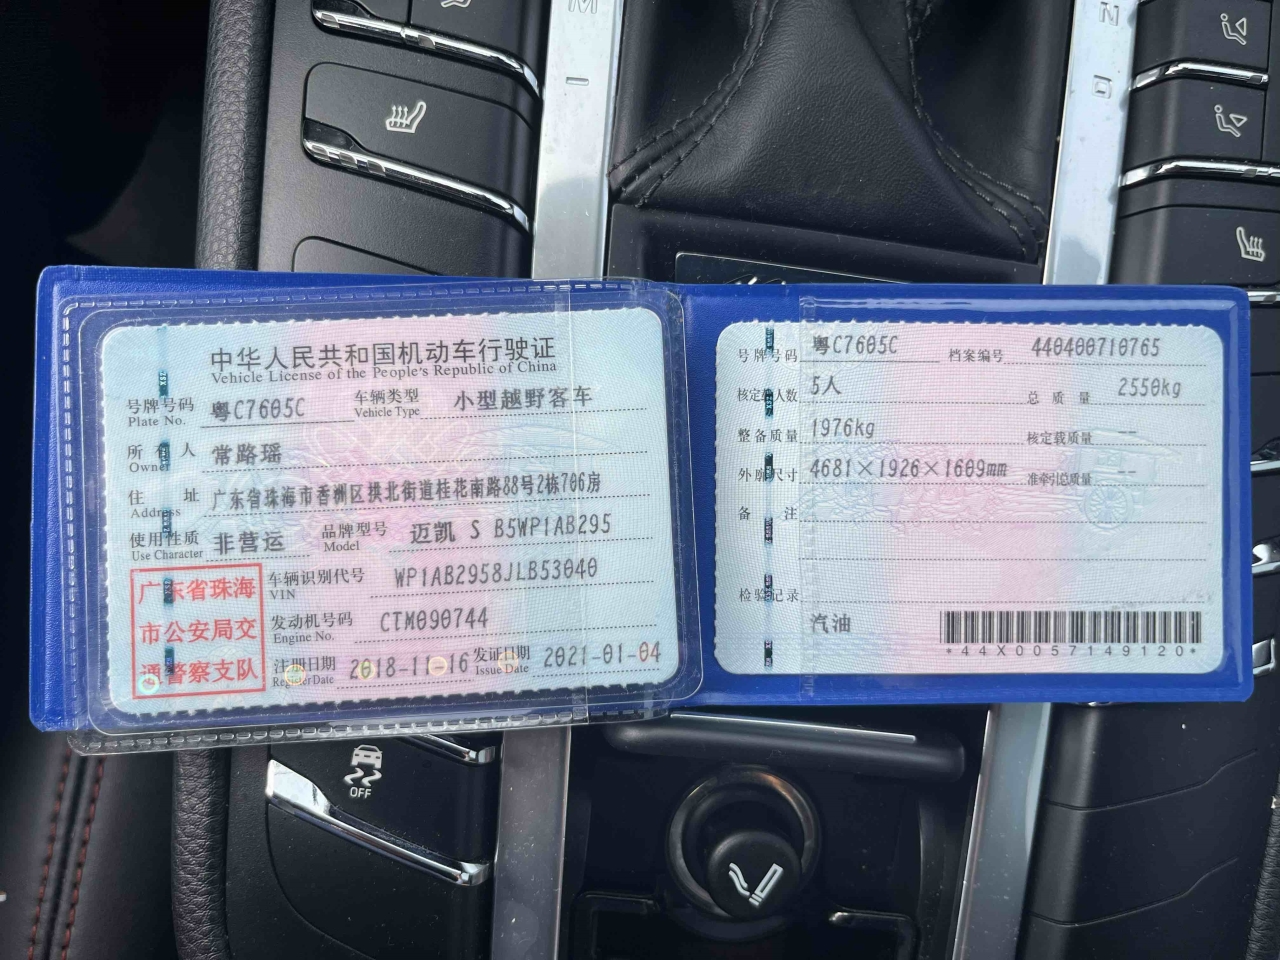 M
I
N
D
中华人民共和国机动车行驶证
Vehicle License of the People's Republic of China
号牌号码 粤C7605C 车辆类型 小型越野客车
Plate No. Vehicle Type
所有人 常路瑶
Owner
住址 广东省珠海市香洲区拱北街道桂花南路88号2栋706房
Address
使用性质 非营运 品牌型号 迈凯 S B5WP1AB295
Use Character Model
广东省珠海
市公安局交
通警察支队
车辆识别代号 WP1AB2958JLB53040
VIN
发动机号码 CTM090744
Engine No.
注册日期 2018-11-16 发证日期 2021-01-04
Register Date Issue Date
号牌号码 粤C7605C 档案编号 440400710765
核定载人数 5人 总质量 2550kg
整备质量 1976kg 核定载质量 --
外廓尺寸 4681×1926×1609mm 准牵引总质量 --
备注
检验记录
汽油
*44X0057149120*
OFF